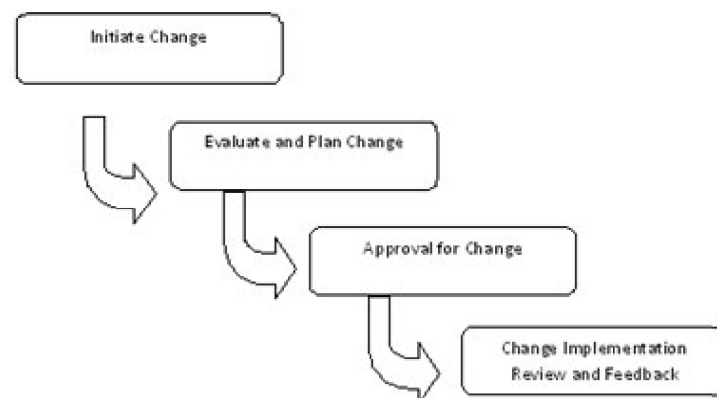 Initiate Change
Evaluate and Plan Change
Approval for Change
Change Implementation
Review and Feedback